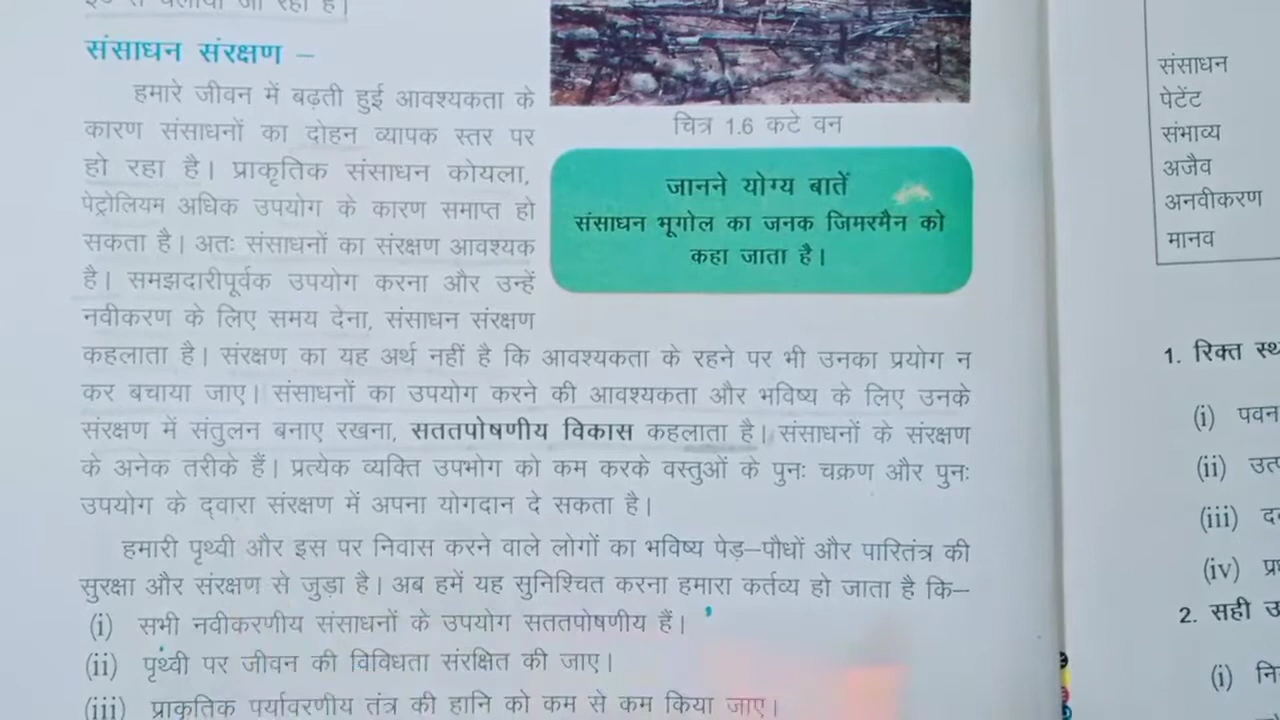 संसाधन संरक्षण –
हमारे जीवन में बढ़ती हुई आवश्यकता के
कारण संसाधनों का दोहन व्यापक स्तर पर
हो रहा है। प्राकृतिक संसाधन कोयला,
पेट्रोलियम अधिक उपयोग के कारण समाप्त हो
सकता है। अतः संसाधनों का संरक्षण आवश्यक
है। समझदारीपूर्वक उपयोग करना और उन्हें
नवीकरण के लिए समय देना, संसाधन संरक्षण
कहलाता है। संरक्षण का यह अर्थ नहीं है कि आवश्यकता के रहने पर भी उनका प्रयोग न
कर बचाया जाए। संसाधनों का उपयोग करने की आवश्यकता और भविष्य के लिए उनके
संरक्षण में संतुलन बनाए रखना, सततपोषणीय विकास कहलाता है। संसाधनों के संरक्षण
के अनेक तरीके हैं। प्रत्येक व्यक्ति उपभोग को कम करके वस्तुओं के पुनः चक्रण और पुनः
उपयोग के द्वारा संरक्षण में अपना योगदान दे सकता है।
हमारी पृथ्वी और इस पर निवास करने वाले लोगों का भविष्य पेड़–पौधों और पारितंत्र की
सुरक्षा और संरक्षण से जुड़ा है। अब हमें यह सुनिश्चित करना हमारा कर्तव्य हो जाता है कि–
(i) सभी नवीकरणीय संसाधनों के उपयोग सततपोषणीय हैं।
(ii) पृथ्वी पर जीवन की विविधता संरक्षित की जाए।
(iii) प्राकृतिक पर्यावरणीय तंत्र की हानि को कम से कम किया जाए।
चित्र 1.6 कटे वन
जानने योग्य बातें
संसाधन भूगोल का जनक जिमरमैन को
कहा जाता है।
संसाधन
पेटेंट
संभाव्य
अजैव
अनवीकरण
मानव
1. रिक्त
(i) पवन
(ii)
(iii)
(iv)
2. सही
(i)